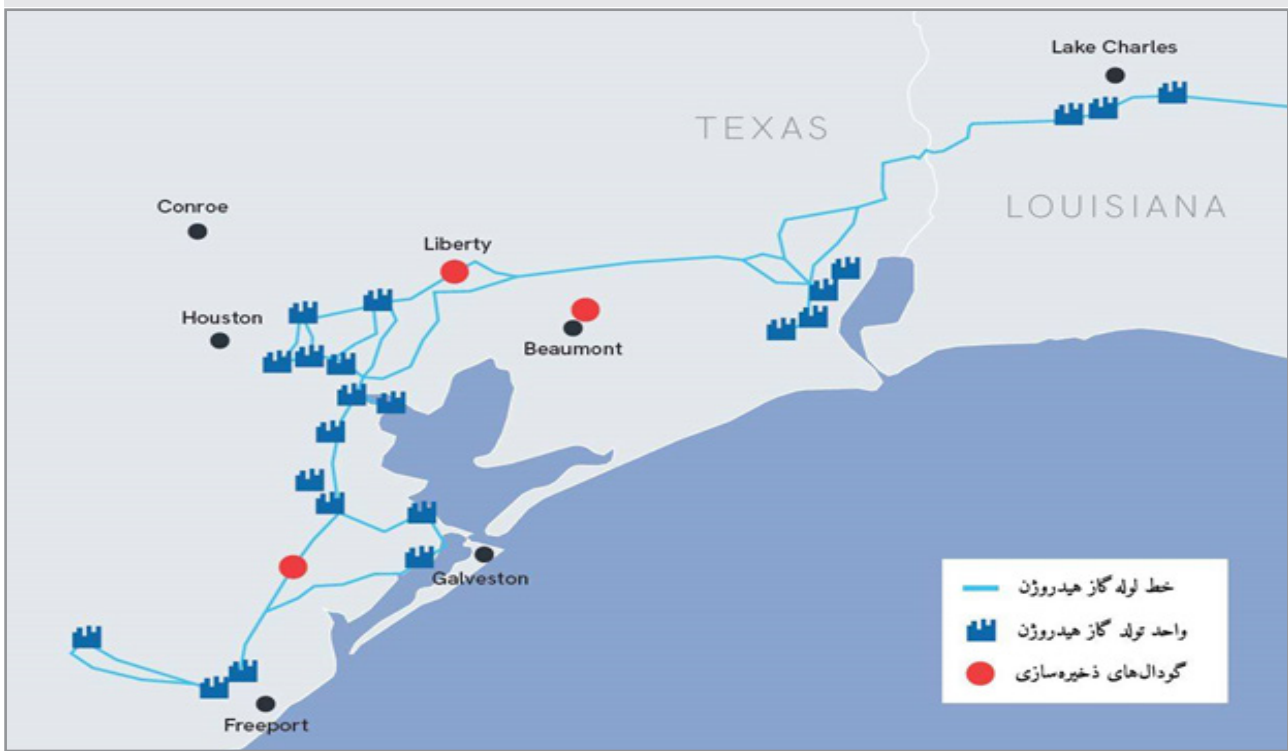 Lake Charles
TEXAS
LOUISIANA
Conroe
Liberty
Houston
Beaumont
Galveston
Freeport
خط لوله گاز هیدروژن
واحد تولد گاز هیدروژن
گودال‌های ذخیره‌سازی